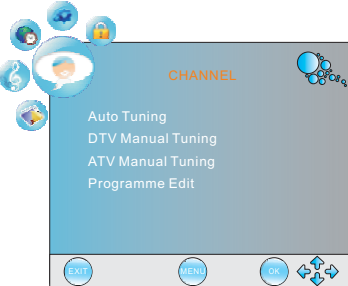 CHANNEL
Auto Tuning
DTV Manual Tuning
ATV Manual Tuning
Programme Edit
EXIT MENU OK